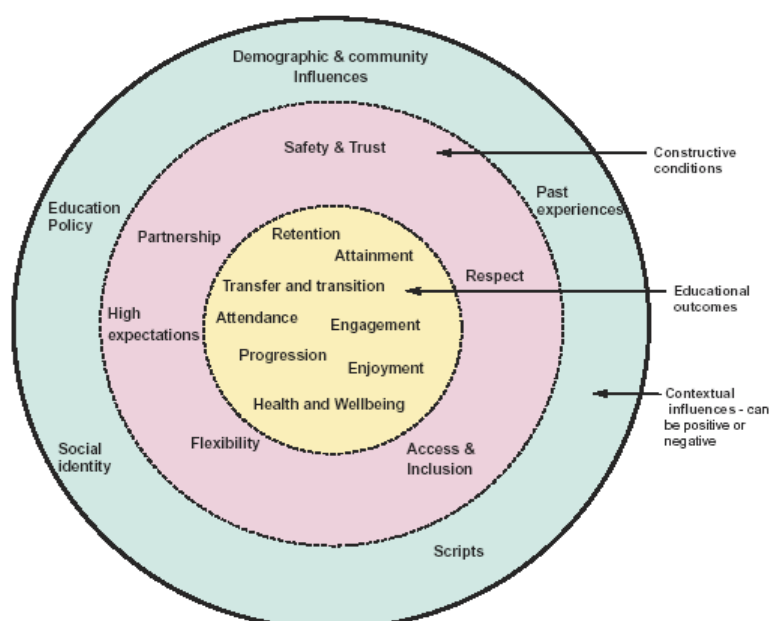 Demographic & community
Influences
Safety & Trust
Constructive
conditions
Past
experiences
Education
Policy
Partnership
Retention
Attainment
Respect
Transfer and transition
Educational
outcomes
High
expectations
Attendance
Engagement
Progression
Enjoyment
Health and Wellbeing
Contextual
influences - can
be positive or
negative
Flexibility
Access &
Inclusion
Social
identity
Scripts